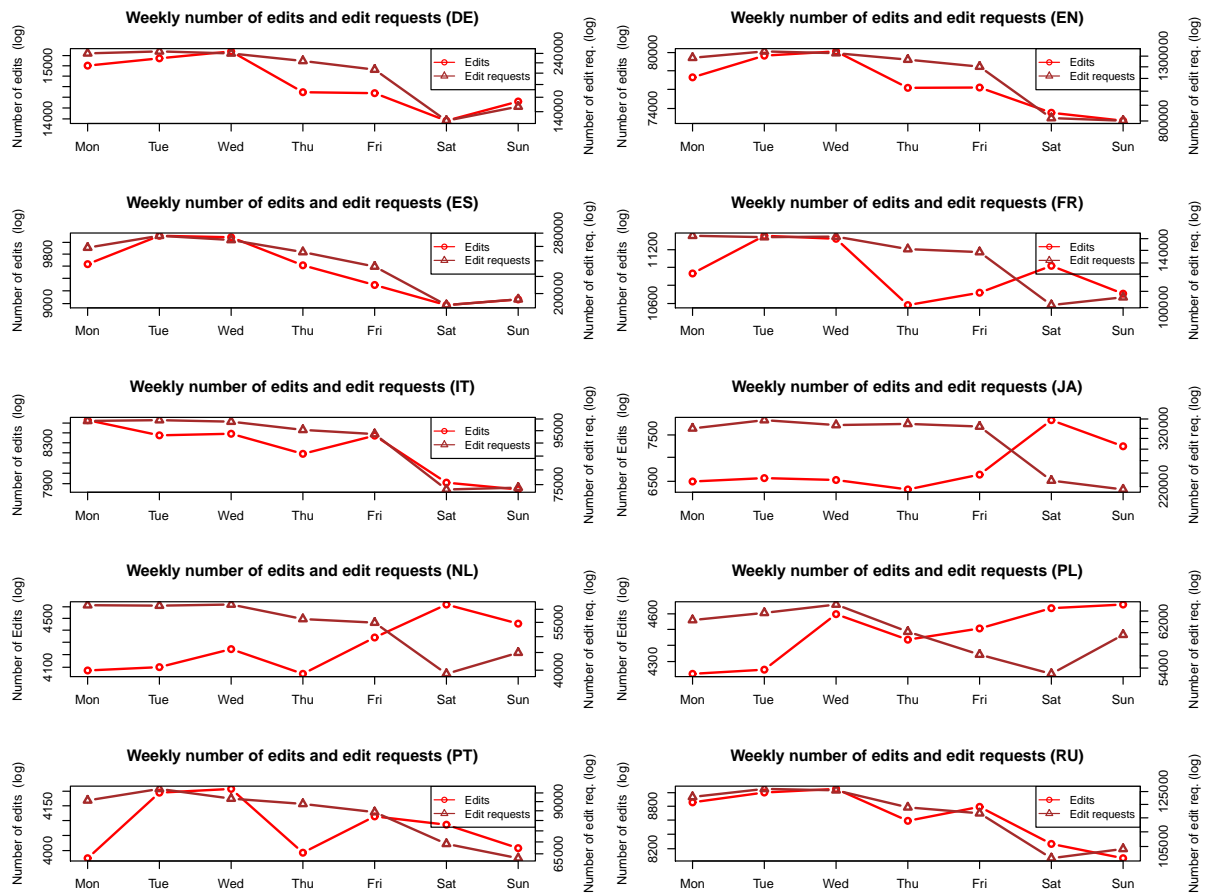 Weekly number of edits and edit requests (DE)
Number of edits (log)
14000 15000
Mon Tue Wed Thu Fri Sat Sun
140000 240000
Number of edit req. (log)
Edits
Edit requests
Weekly number of edits and edit requests (EN)
Number of edits (log)
74000 80000
Mon Tue Wed Thu Fri Sat Sun
800000 1300000
Number of edit req. (log)
Edits
Edit requests
Weekly number of edits and edit requests (ES)
Number of edits (log)
9000 9800
Mon Tue Wed Thu Fri Sat Sun
200000 280000
Number of edit req. (log)
Edits
Edit requests
Weekly number of edits and edit requests (FR)
Number of edits (log)
10600 11200
Mon Tue Wed Thu Fri Sat Sun
100000 140000
Number of edit req. (log)
Edits
Edit requests
Weekly number of edits and edit requests (IT)
Number of edits (log)
7900 8300
Mon Tue Wed Thu Fri Sat Sun
75000 95000
Number of edit req. (log)
Edits
Edit requests
Weekly number of edits and edit requests (JA)
Number of Edits (log)
6500 7500
Mon Tue Wed Thu Fri Sat Sun
220000 320000
Number of edit req. (log)
Weekly number of edits and edit requests (NL)
Number of Edits (log)
4100 4500
Mon Tue Wed Thu Fri Sat Sun
40000 55000
Number of edit req. (log)
Weekly number of edits and edit requests (PL)
Number of Edits (log)
4300 4600
Mon Tue Wed Thu Fri Sat Sun
54000 62000
Number of edit req. (log)
Weekly number of edits and edit requests (PT)
Number of edits (log)
4000 4150
Mon Tue Wed Thu Fri Sat Sun
65000 90000
Number of edit req. (log)
Edits
Edit requests
Weekly number of edits and edit requests (RU)
Number of edits (log)
8200 8800
Mon Tue Wed Thu Fri Sat Sun
105000 125000
Number of edit req. (log)
Edits
Edit requests